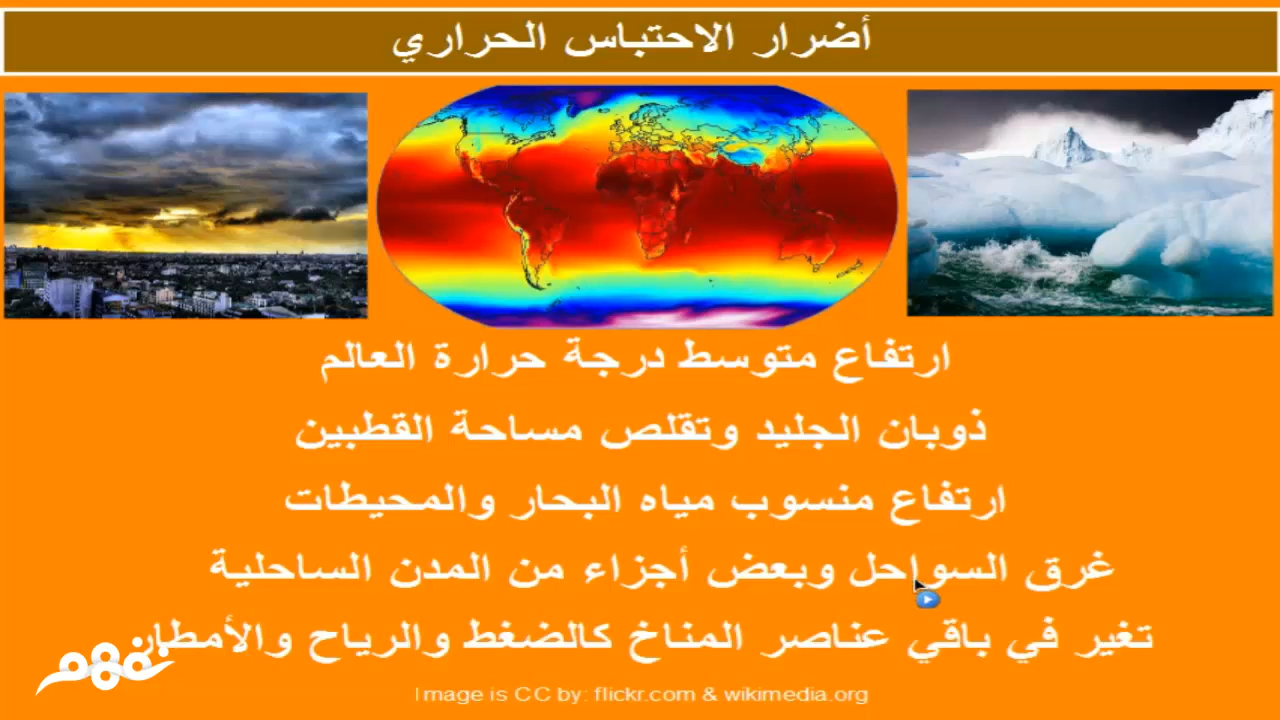 أضرار الاحتباس الحراري
ارتفاع متوسط درجة حرارة العالم
ذوبان الجليد وتقلص مساحة القطبين
ارتفاع منسوب مياه البحار والمحيطات
غرق السواحل وبعض أجزاء من المدن الساحلية
تغير في باقي عناصر المناخ كالضغط والرياح والأمطار
نفهم
Image is CC by: flickr.com & wikimedia.org